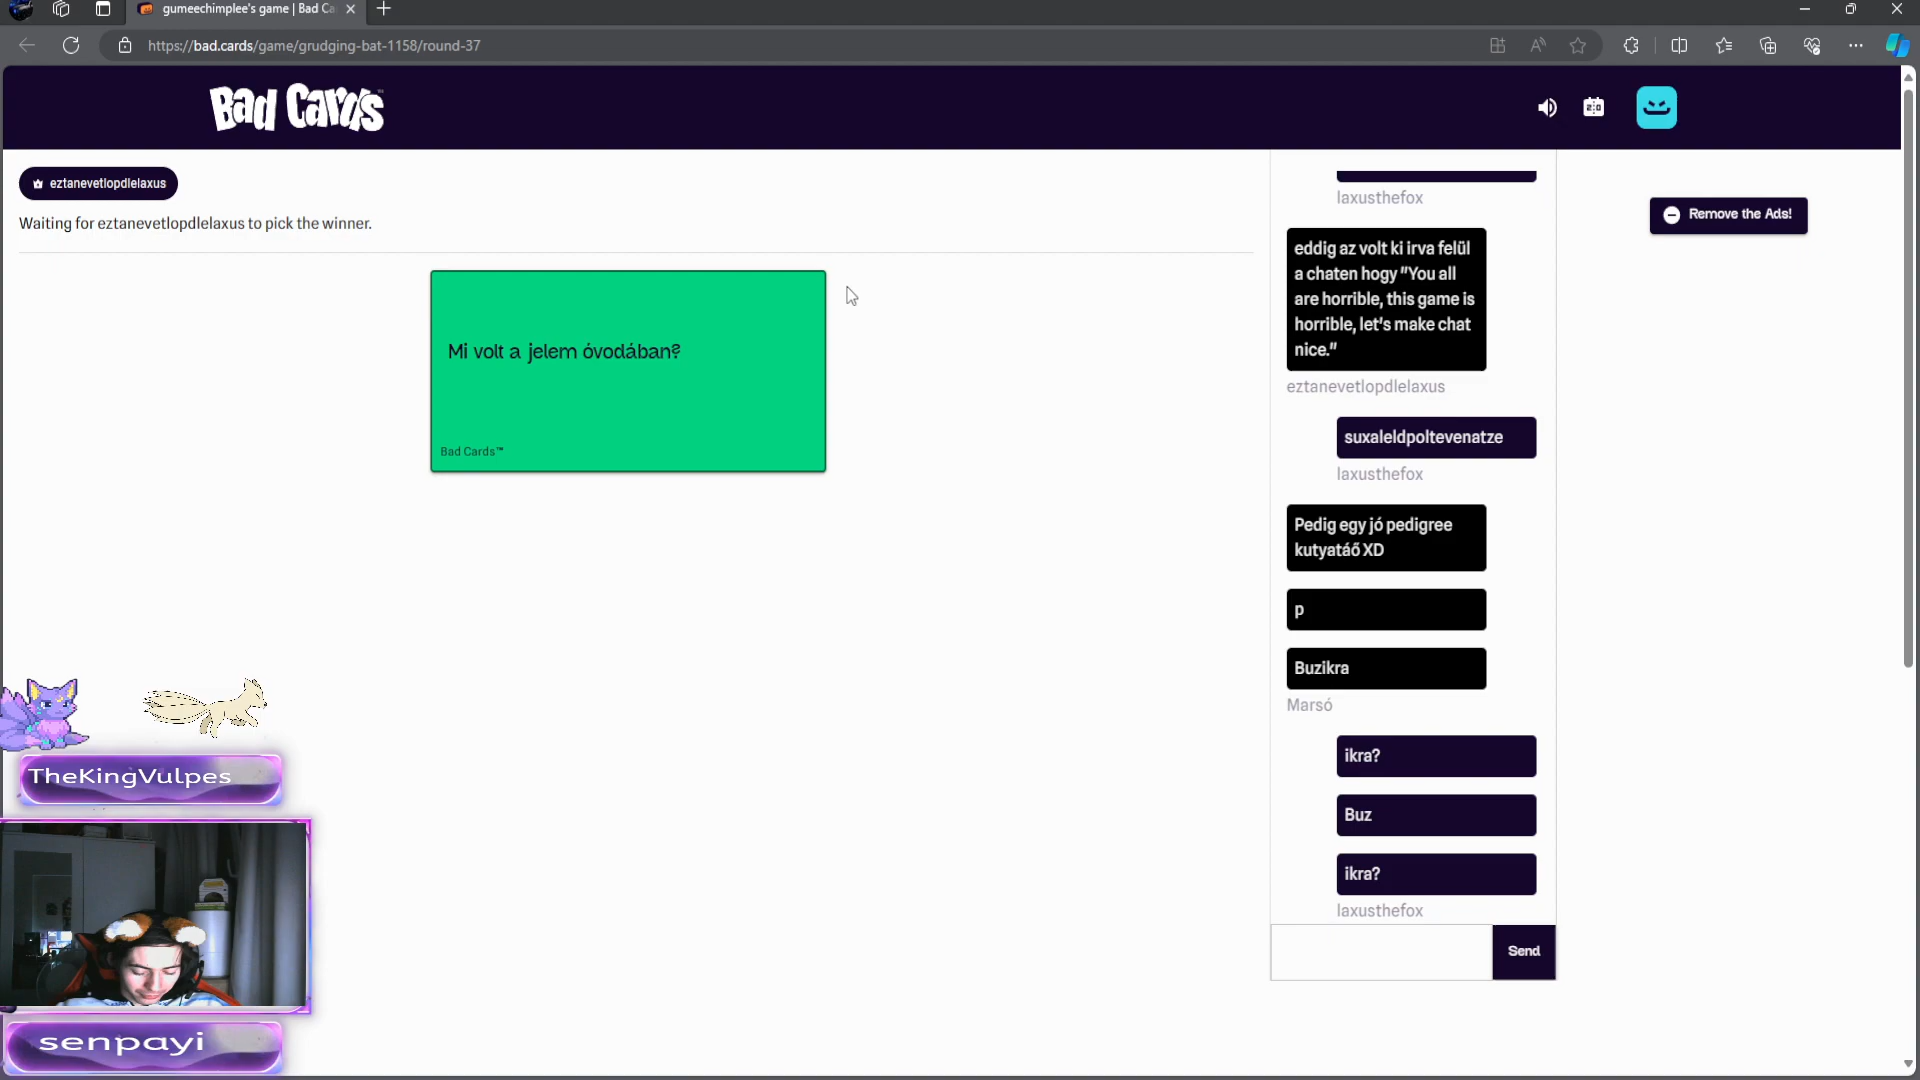 gumeechimplee's game | Bad Ca
https://bad.cards/game/grudging-bat-1158/round-37
Bad Cards
eztanevetlopdlelaxus
Waiting for eztanevetlopdlelaxus to pick the winner.
Mi volt a jelem óvodában?
Bad Cards™
laxusthefox
eddig az volt ki irva felül
a chaten hogy "You all
are horrible, this game is
horrible, let's make chat
nice."
eztanevetlopdlelaxus
suxaleldpoltevenatze
laxusthefox
Pedig egy jó pedigree
kutyatáő XD
p
Buzikra
Marsó
ikra?
Buz
ikra?
laxusthefox
Send
Remove the Ads!
TheKingVulpes
senpayi